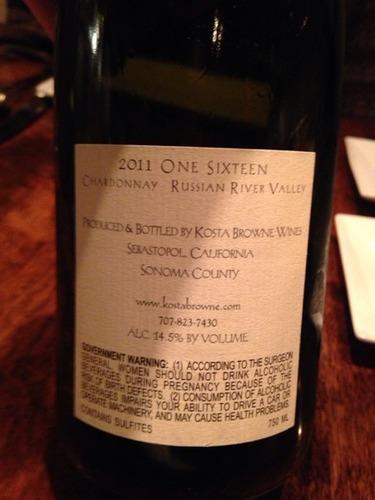 2011 ONE SIXTEEN
CHARDONNAY RUSSIAN RIVER VALLEY
PRODUCED & BOTTLED BY KOSTA BROWNE WINES
SEBASTOPOL, CALIFORNIA
SONOMA COUNTY
www.kostabrowne.com
707-823-7430
ALC. 14.5% BY VOLUME
GOVERNMENT WARNING: (1) ACCORDING TO THE SURGEON
GENERAL, WOMEN SHOULD NOT DRINK ALCOHOLIC
BEVERAGES DURING PREGNANCY BECAUSE OF THE
RISK OF BIRTH DEFECTS. (2) CONSUMPTION OF ALCOHOLIC
BEVERAGES IMPAIRS YOUR ABILITY TO DRIVE A CAR OR
OPERATE MACHINERY, AND MAY CAUSE HEALTH PROBLEMS.
CONTAINS SULFITES 750 ML